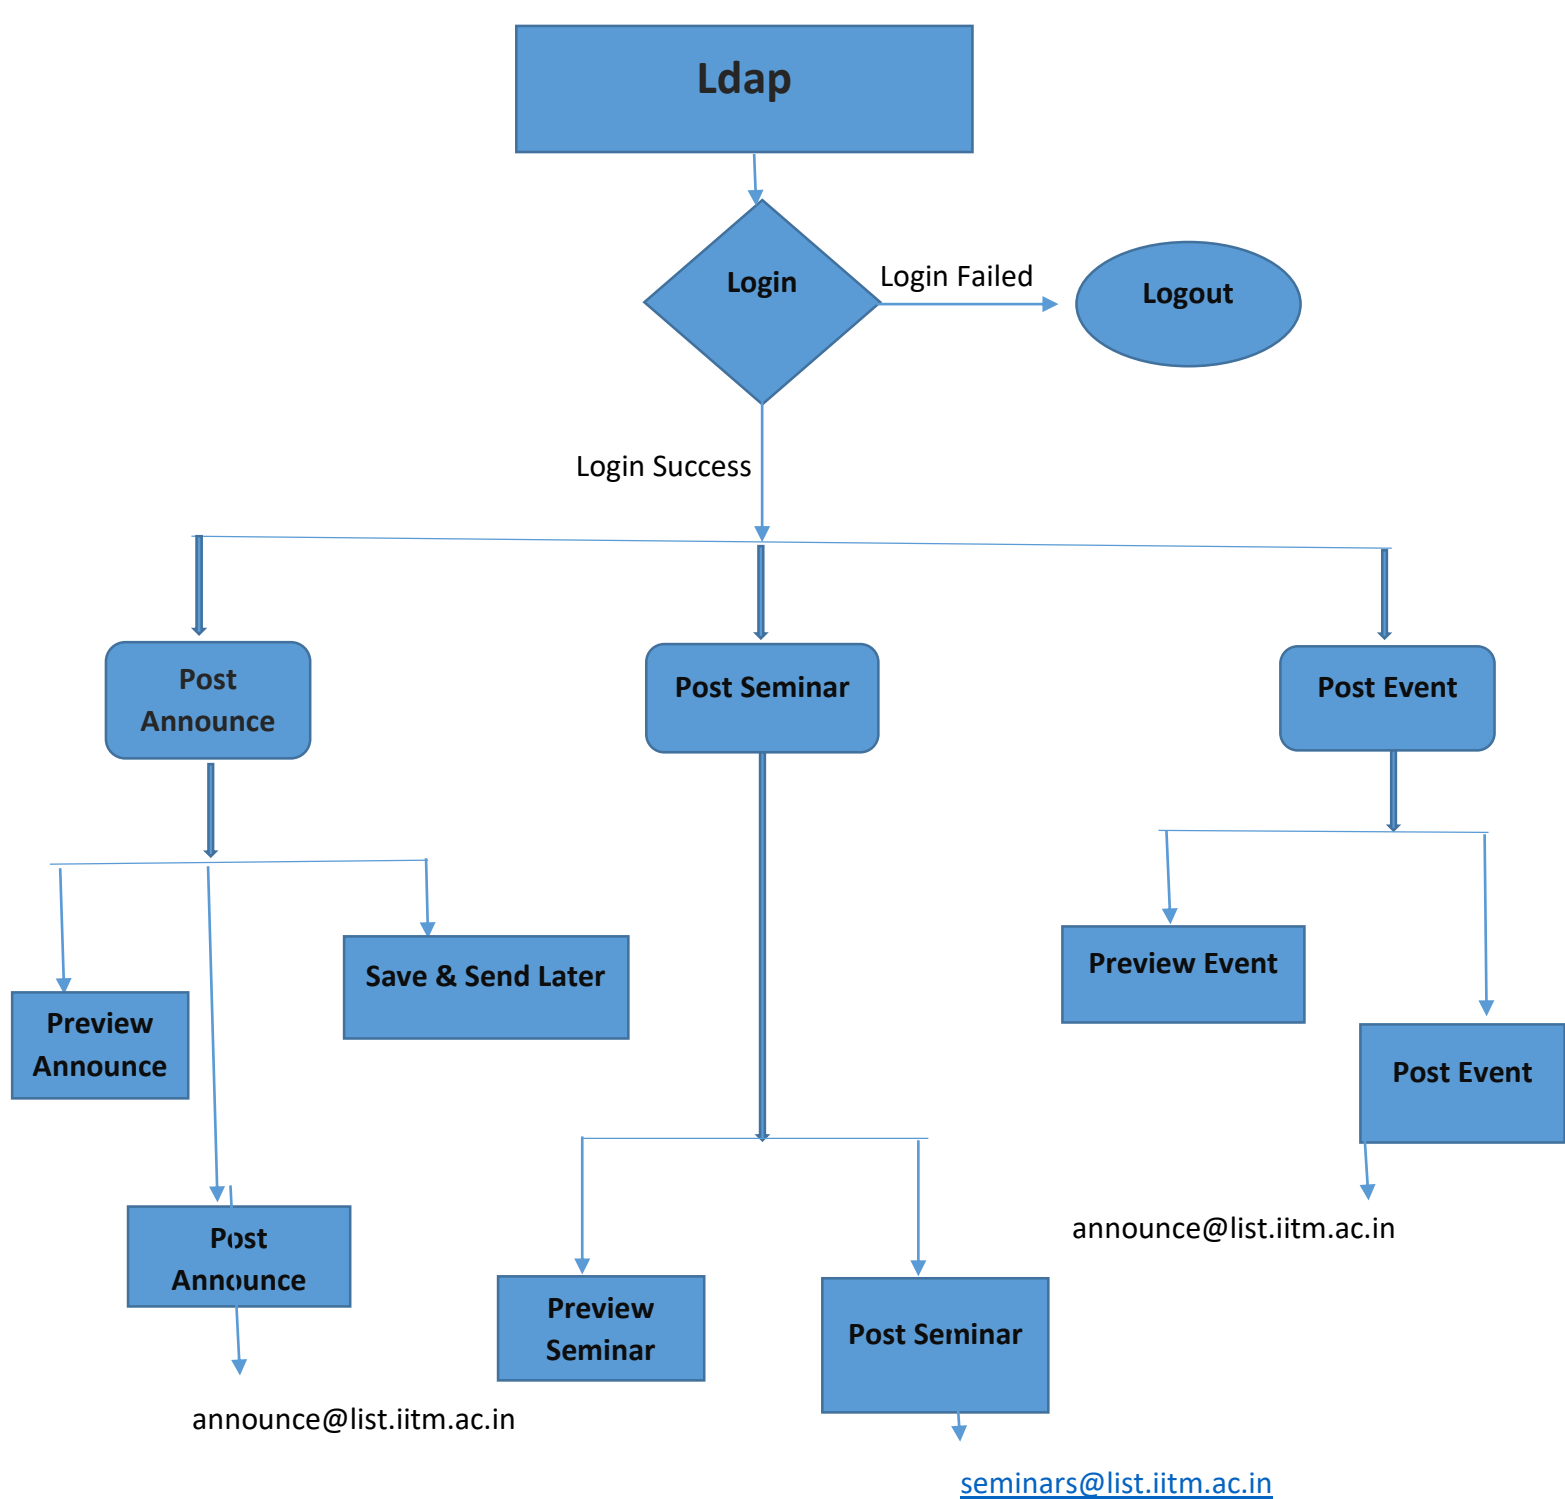 Ldap
Login
Login Failed
Logout
Login Success
Post
Announce
Post Seminar
Post Event
Save & Send Later
Preview Event
Preview
Announce
Post Event
Post
Announce
announce@list.iitm.ac.in
Preview
Seminar
Post Seminar
announce@list.iitm.ac.in
seminars@list.iitm.ac.in